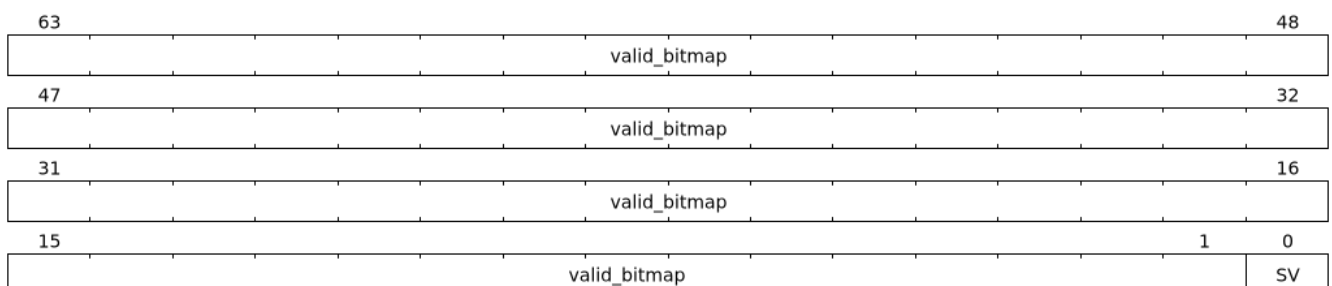 63 48
valid_bitmap
47 32
valid_bitmap
31 16
valid_bitmap
15 1 0
valid_bitmap SV